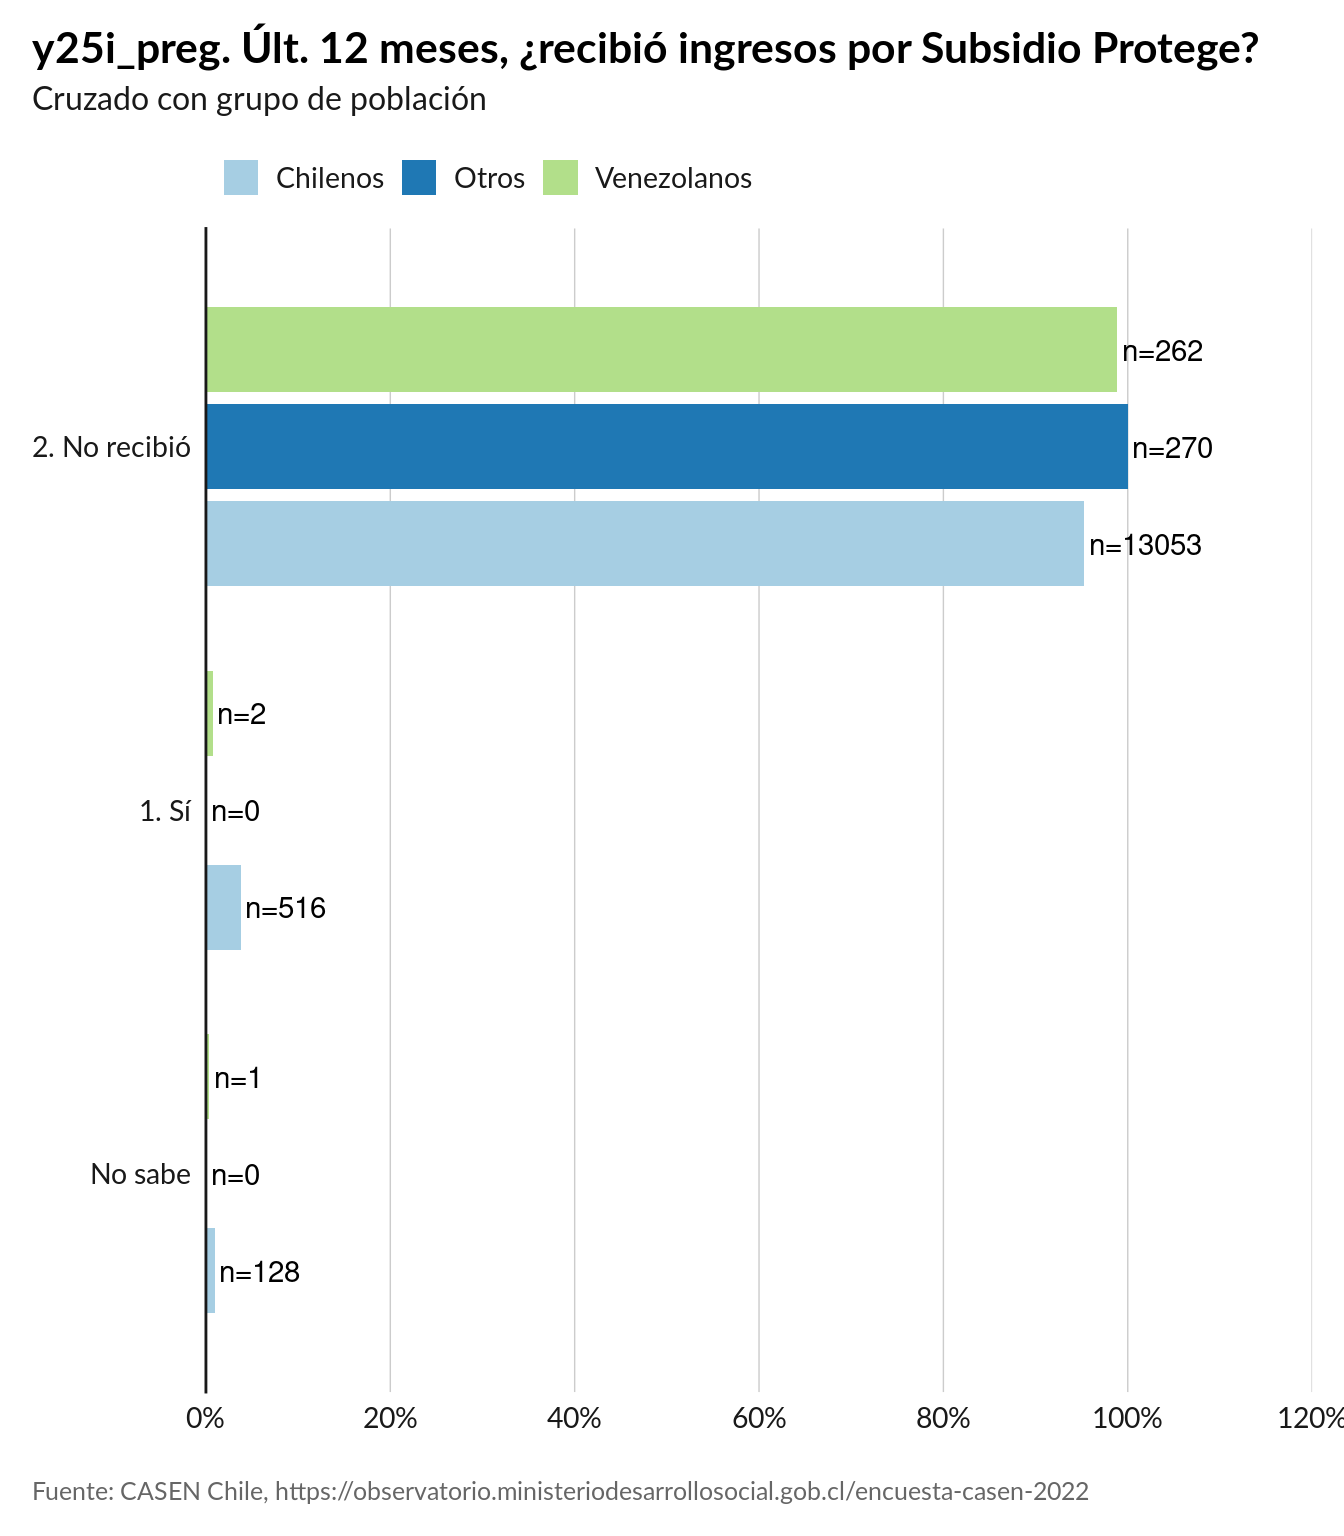 y25i_preg. Últ. 12 meses, ¿recibió ingresos por Subsidio Protege?
Cruzado con grupo de población
Chilenos Otros Venezolanos
n=262
2. No recibió n=270
n=13053
n=2
1. Sí n=0
n=516
n=1
No sabe n=0
n=128
0% 20% 40% 60% 80% 100% 120%
Fuente: CASEN Chile, https://observatorio.ministeriodesarrollosocial.gob.cl/encuesta-casen-2022